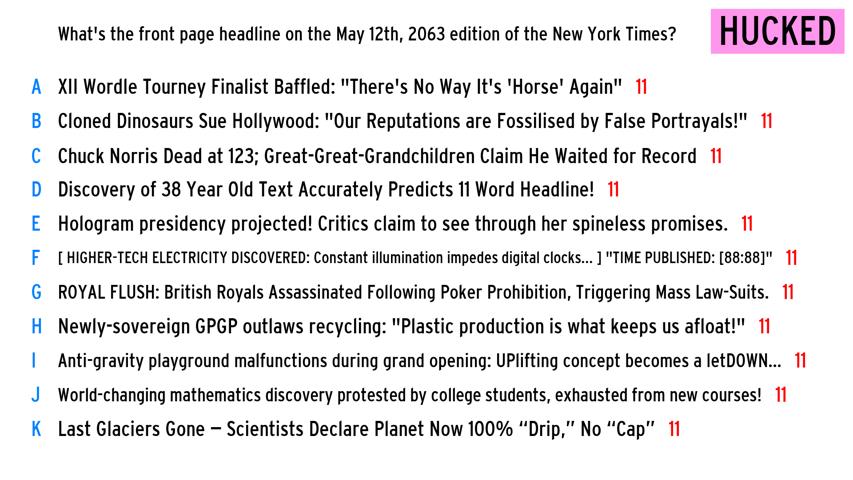 What's the front page headline on the May 12th, 2063 edition of the New York Times?
HUCKED
A XII Wordle Tourney Finalist Baffled: "There's No Way It's 'Horse' Again" 11
B Cloned Dinosaurs Sue Hollywood: "Our Reputations are Fossilised by False Portrayals!" 11
C Chuck Norris Dead at 123; Great-Great-Grandchildren Claim He Waited for Record 11
D Discovery of 38 Year Old Text Accurately Predicts 11 Word Headline! 11
E Hologram presidency projected! Critics claim to see through her spineless promises. 11
F [ HIGHER-TECH ELECTRICITY DISCOVERED: Constant illumination impedes digital clocks... ] "TIME PUBLISHED: [88:88]" 11
G ROYAL FLUSH: British Royals Assassinated Following Poker Prohibition, Triggering Mass Law-Suits. 11
H Newly-sovereign GPGP outlaws recycling: "Plastic production is what keeps us afloat!" 11
I Anti-gravity playground malfunctions during grand opening: UPlifting concept becomes a letDOWN... 11
J World-changing mathematics discovery protested by college students, exhausted from new courses! 11
K Last Glaciers Gone — Scientists Declare Planet Now 100% “Drip,” No “Cap” 11